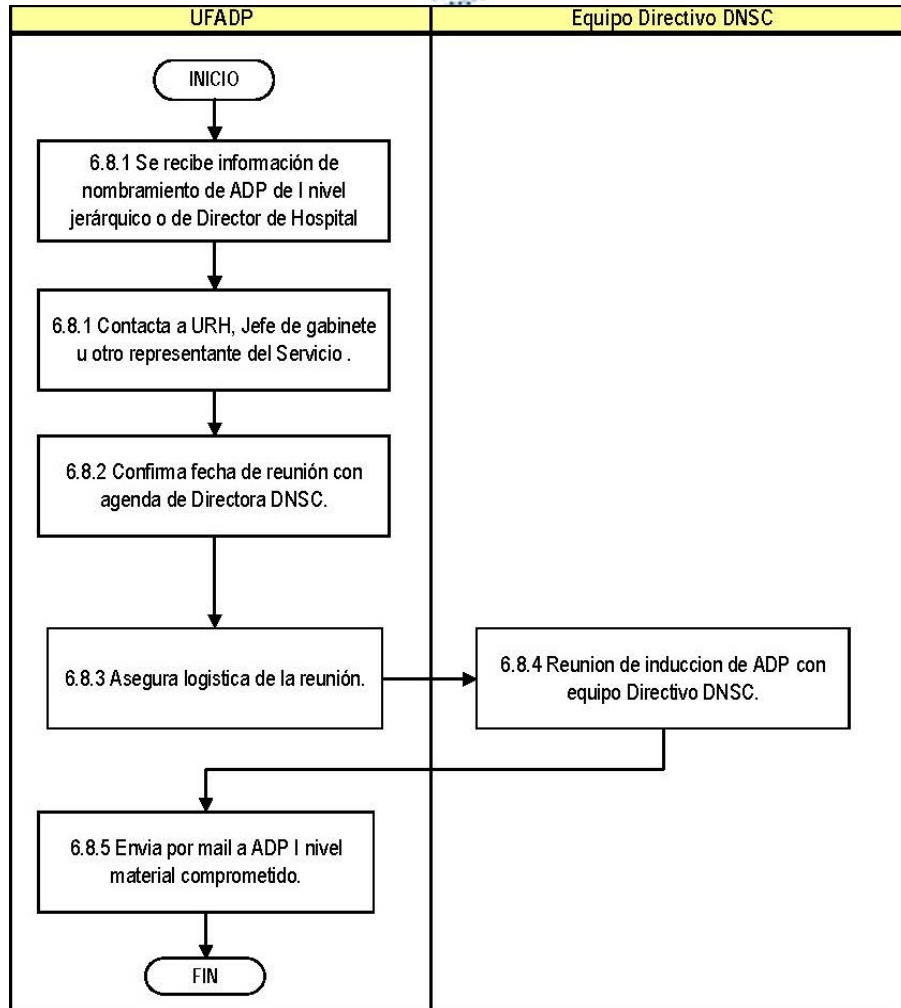 UFADP
Equipo Directivo DNSC
INICIO
6.8.1 Se recibe información de
nombramiento de ADP de I nivel
jerárquico o de Director de Hospital
6.8.1 Contacta a URH, Jefe de gabinete
u otro representante del Servicio .
6.8.2 Confirma fecha de reunión con
agenda de Directora DNSC.
6.8.3 Asegura logistica de la reunión.
6.8.4 Reunion de induccion de ADP con
equipo Directivo DNSC.
6.8.5 Envia por mail a ADP I nivel
material comprometido.
FIN